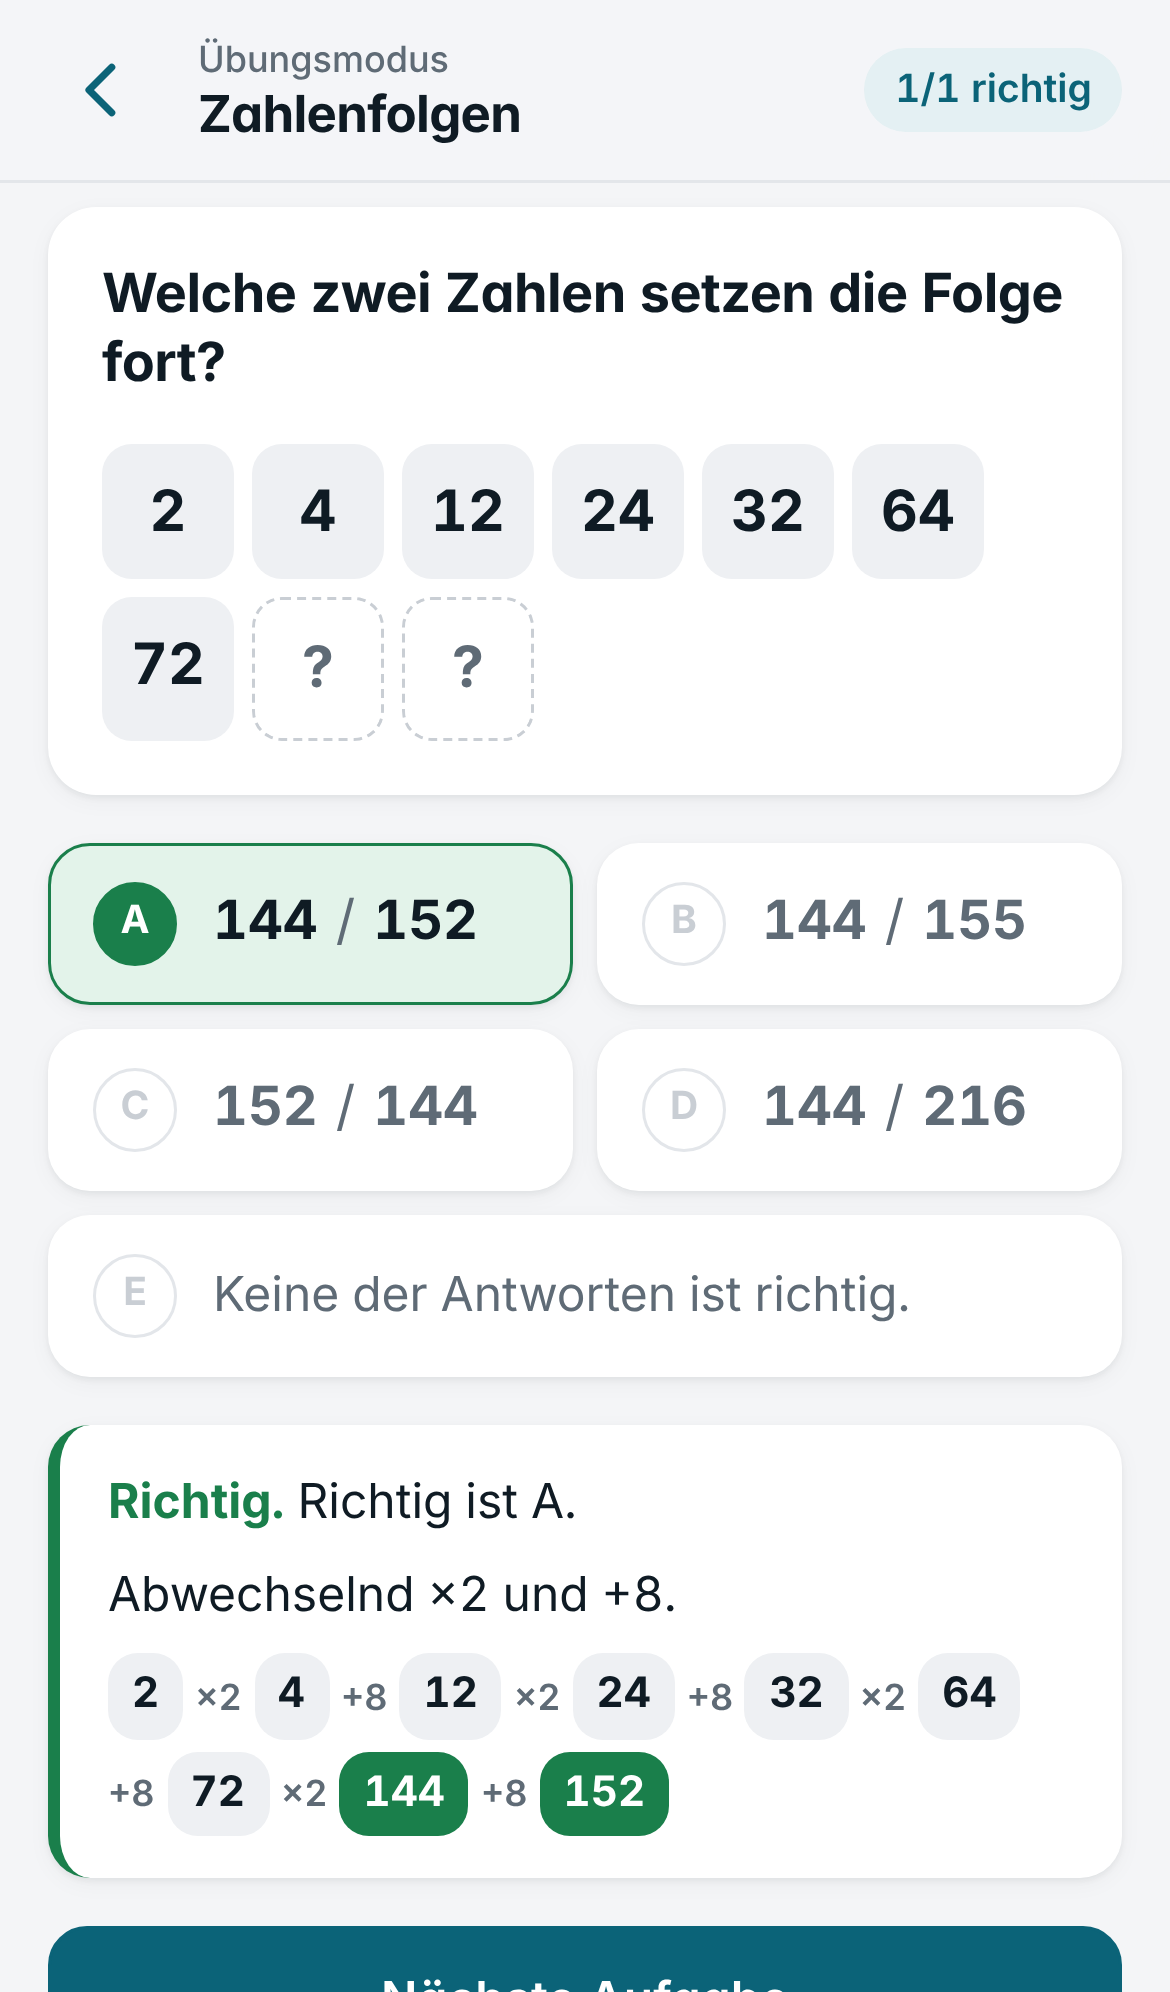 Übungsmodus
Zahlenfolgen
1/1 richtig
Welche zwei Zahlen setzen die Folge
fort?
2 4 12 24 32 64
72 ? ?
A 144 / 152
B 144 / 155
C 152 / 144
D 144 / 216
E Keine der Antworten ist richtig.
Richtig. Richtig ist A.
Abwechselnd ×2 und +8.
2 ×2 4 +8 12 ×2 24 +8 32 ×2 64
+8 72 ×2 144 +8 152
Nächste Aufgabe